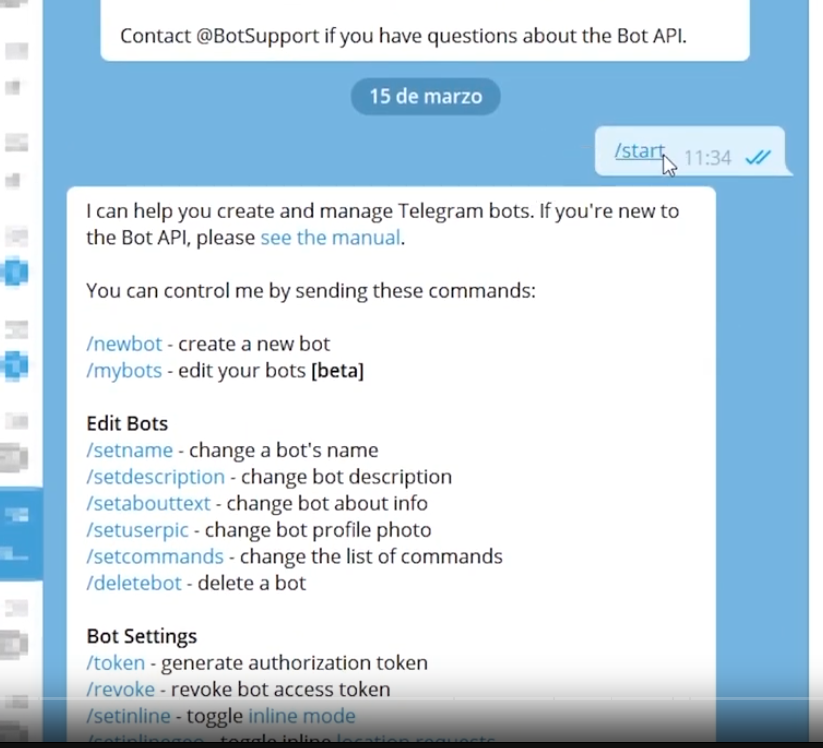 Contact @BotSupport if you have questions about the Bot API.
15 de marzo
/start 11:34
I can help you create and manage Telegram bots. If you're new to
the Bot API, please see the manual.
You can control me by sending these commands:
/newbot - create a new bot
/mybots - edit your bots [beta]
Edit Bots
/setname - change a bot's name
/setdescription - change bot description
/setabouttext - change bot about info
/setuserpic - change bot profile photo
/setcommands - change the list of commands
/deletebot - delete a bot
Bot Settings
/token - generate authorization token
/revoke - revoke bot access token
/setinline - toggle inline mode
/setinlinegeo - toggle inline location requests